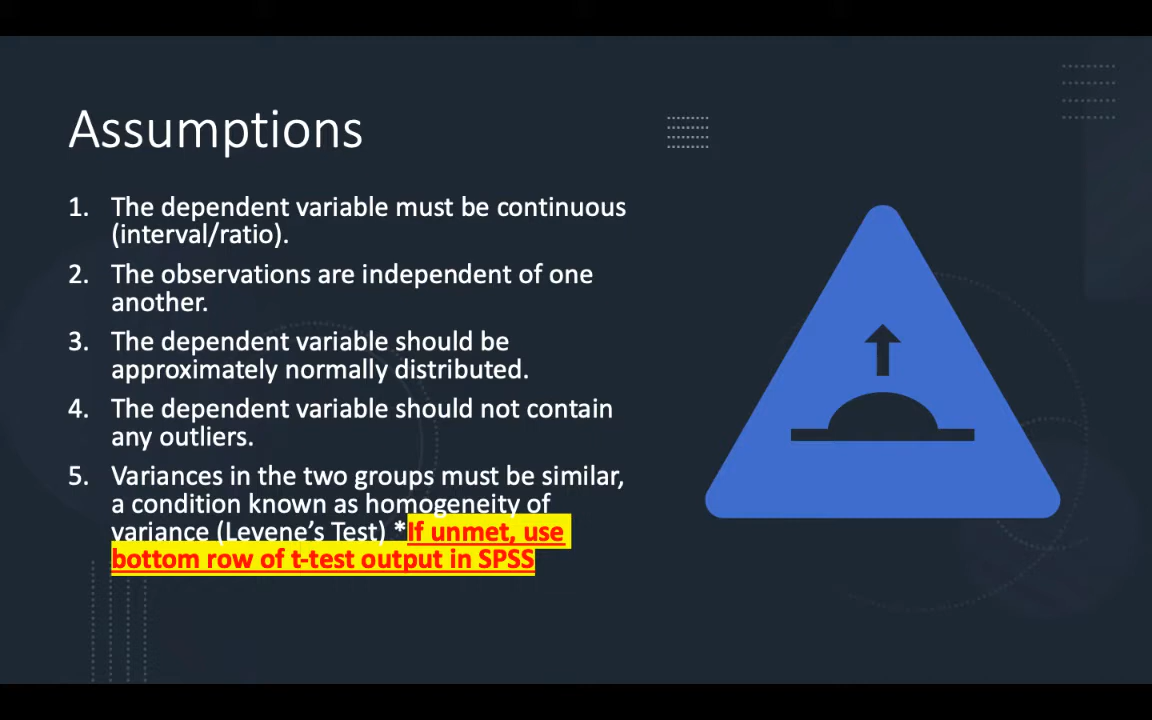 Assumptions
1. The dependent variable must be continuous
(interval/ratio).
2. The observations are independent of one
another.
3. The dependent variable should be
approximately normally distributed.
4. The dependent variable should not contain
any outliers.
5. Variances in the two groups must be similar,
a condition known as homogeneity of
variance (Levene’s Test) *If unmet, use
bottom row of t-test output in SPSS